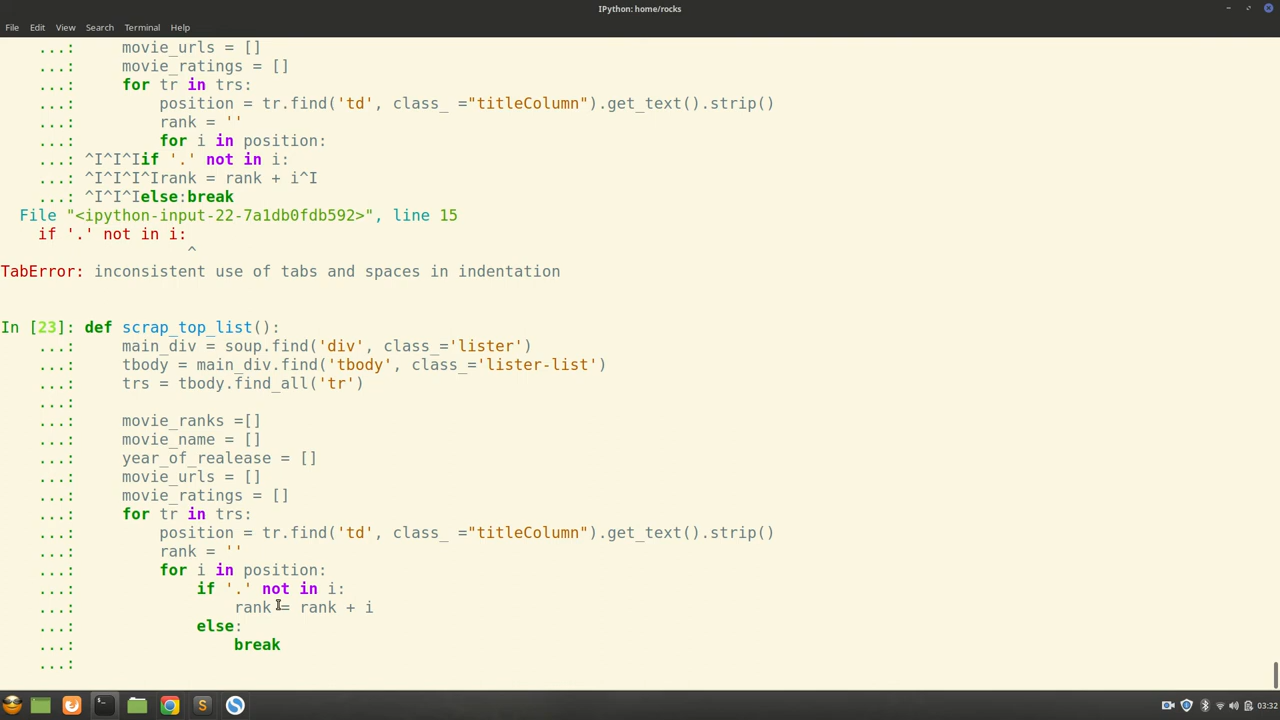 IPython: home/rocks
File Edit View Search Terminal Help
...:     movie_urls = []
...:     movie_ratings = []
...:     for tr in trs:
...:         position = tr.find('td', class_ ="titleColumn").get_text().strip()
...:         rank = ''
...:         for i in position:
...: ^I^I^Iif '.' not in i:
...: ^I^I^I^Irank = rank + i^I
...: ^I^I^Ielse:break
  File "<ipython-input-22-7a1db0fdb592>", line 15
    if '.' not in i:
                    ^
TabError: inconsistent use of tabs and spaces in indentation
In [23]: def scrap_top_list():
...:     main_div = soup.find('div', class_='lister')
...:     tbody = main_div.find('tbody', class_='lister-list')
...:     trs = tbody.find_all('tr')
...:
...:     movie_ranks =[]
...:     movie_name = []
...:     year_of_realease = []
...:     movie_urls = []
...:     movie_ratings = []
...:     for tr in trs:
...:         position = tr.find('td', class_ ="titleColumn").get_text().strip()
...:         rank = ''
...:         for i in position:
...:             if '.' not in i:
...:                 rank = rank + i
...:             else:
...:                 break
...:
S
03:32